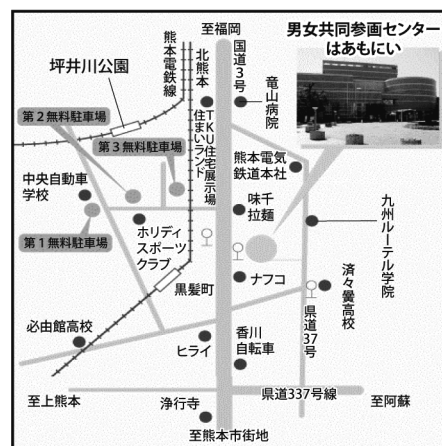 至福岡
男女共同参画センター
はあもにい
熊本電鉄線
北熊本
国道3号
竜山病院
坪井川公園
第2無料駐車場
第3無料駐車場
TKU住宅展示場
住まいランド
熊本電気
鉄道本社
中央自動車
学校
味千
拉麺
第1無料駐車場
ホリディ
スポーツ
クラブ
九州ルーテル学院
黒髪町
ナフコ
済々黌高校
県道37号
必由館高校
ヒライ
香川
自転車
県道337号線
至上熊本
至阿蘇
浄行寺
至熊本市街地